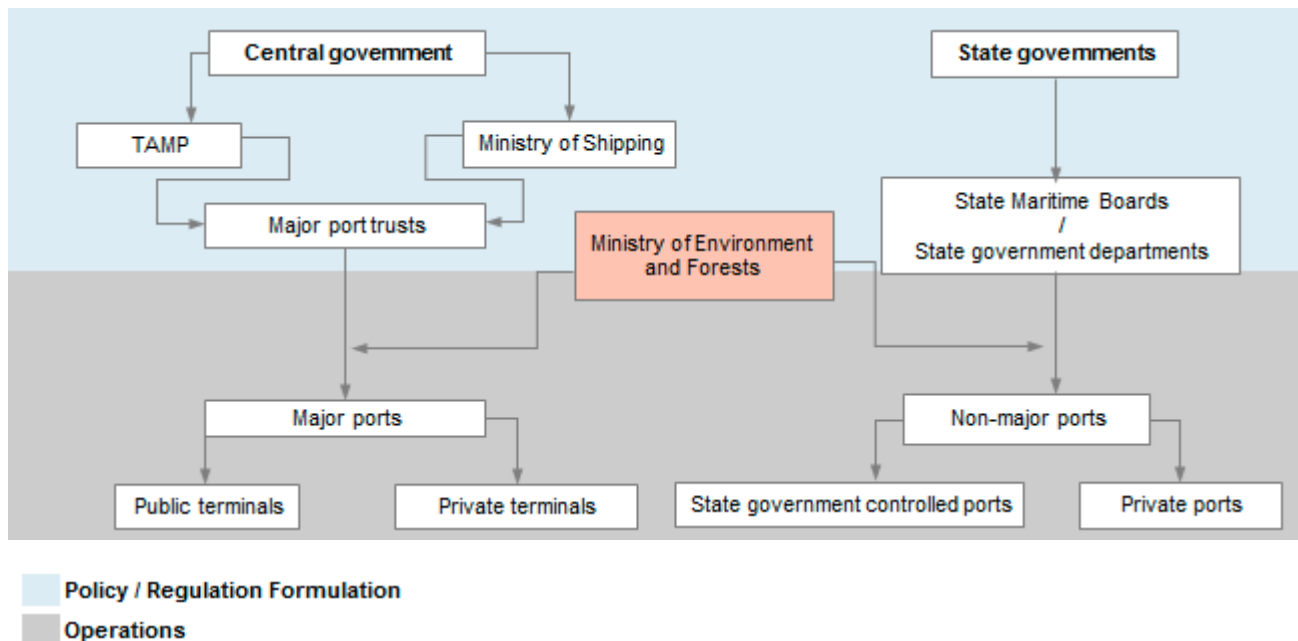 Central government
State governments
TAMP
Ministry of Shipping
Major port trusts
State Maritime Boards
/
State government departments
Ministry of Environment
and Forests
Major ports
Non-major ports
Public terminals
Private terminals
State government controlled ports
Private ports
Policy / Regulation Formulation
Operations